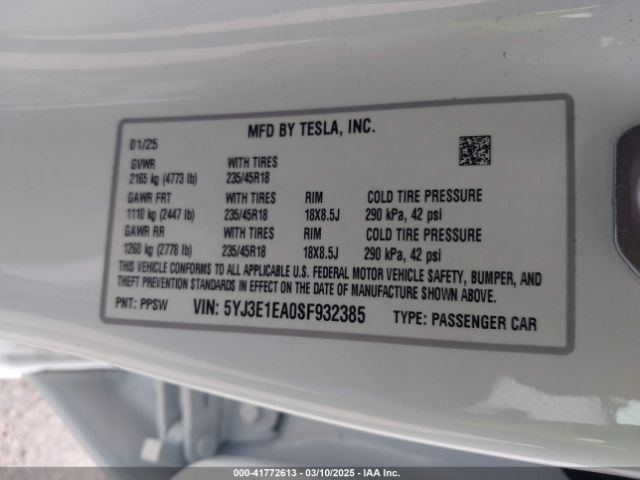 MFD BY TESLA, INC.
01/25
GVWR WITH TIRES
2165 kg (4773 lb) 235/45R18
GAWR FRT WITH TIRES RIM COLD TIRE PRESSURE
1110 kg (2447 lb) 235/45R18 18X8.5J 290 kPa, 42 psi
GAWR RR WITH TIRES RIM COLD TIRE PRESSURE
1260 kg (2778 lb) 235/45R18 18X8.5J 290 kPa, 42 psi
THIS VEHICLE CONFORMS TO ALL APPLICABLE U.S. FEDERAL MOTOR VEHICLE SAFETY, BUMPER, AND
THEFT PREVENTION STANDARDS IN EFFECT ON THE DATE OF MANUFACTURE SHOWN ABOVE.
PNT: PPSW VIN: 5YJ3E1EA0SF932385 TYPE: PASSENGER CAR
000-41772613 - 03/10/2025 - IAA Inc.